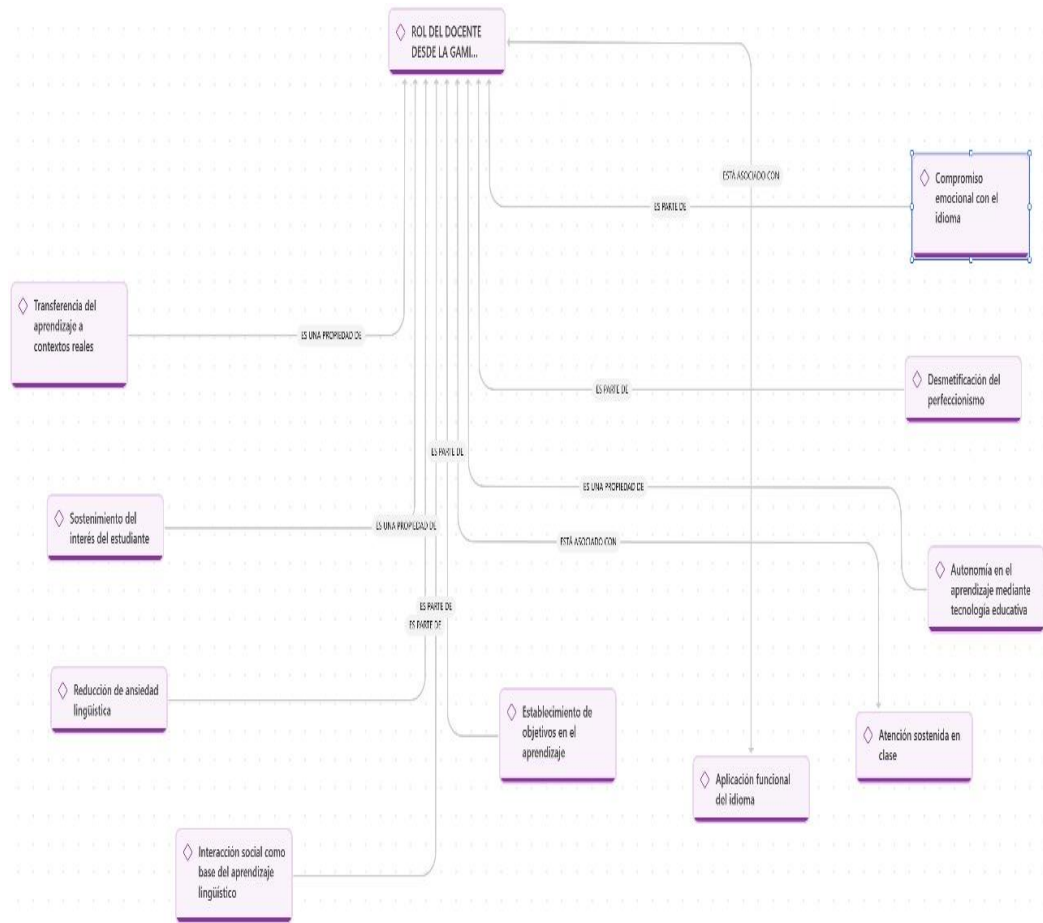 ROL DEL DOCENTE
DESDE LA GAMI...
ESTÁ ASOCIADO CON
Compromiso
emocional con el
idioma
ES PARTE DE
Transferencia del
aprendizaje a
contextos reales
ES UNA PROPIEDAD DE
Desmetificación del
perfeccionismo
ES PARTE DE
ES PARTE DE
ES UNA PROPIEDAD DE
Sostenimiento del
interés del estudiante
ES UNA PROPIEDAD DE
ESTÁ ASOCIADO CON
Autonomía en el
aprendizaje mediante
tecnología educativa
ES PARTE DE
ES PARTE DE
Reducción de ansiedad
lingüística
Establecimiento de
objetivos en el
aprendizaje
Atención sostenida en
clase
Aplicación funcional
del idioma
Interacción social como
base del aprendizaje
lingüístico